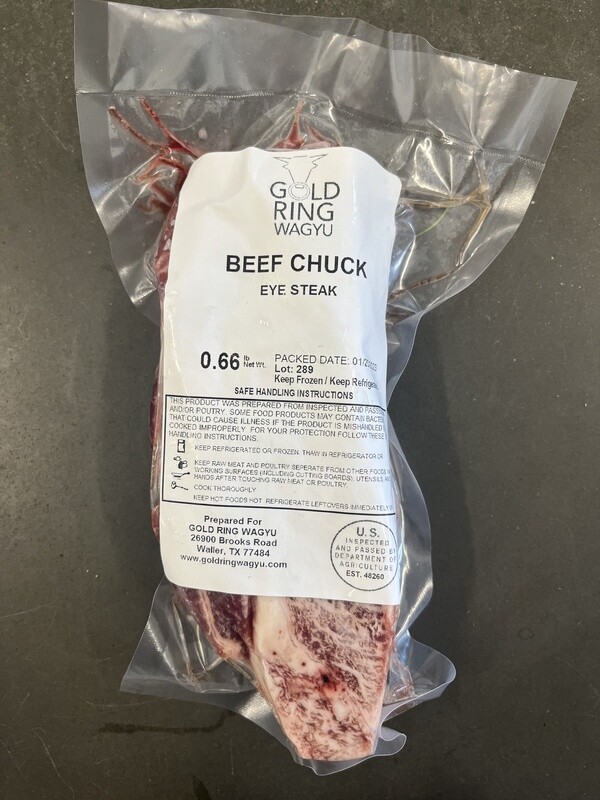 GOLD
RING
WAGYU
BEEF CHUCK
EYE STEAK
0.66 lb Net Wt.
PACKED DATE:
Lot: 289
Keep Frozen / Keep
SAFE HANDLING INSTRUCTIONS
THIS PRODUCT WAS PREPARED FROM INSPECTED AND
AND/OR POUTRY. SOME FOOD PRODUCTS MAY CONTAIN
THAT COULD CAUSE ILLNESS IF THE PRODUCT IS MISHANDLED
COOKED IMPROPERLY. FOR YOUR PROTECTION FOLLOW THESE
HANDLING INSTRUCTIONS.
KEEP REFRIGERATED OR FROZEN. THAW IN REFRIGERATOR OR
KEEP RAW MEAT AND POULTRY SEPERATE FROM OTHER FOODS
WORKING SURFACES (INCLUDING CUTTING BOARDS), UTENSILS,
HANDS AFTER TOUCHING RAW MEAT OR POULTRY.
COOK THOROUGHLY
KEEP HOT FOODS HOT. REFRIGERATE LEFTOVERS IMMEDIATELY
Prepared For
GOLD RING WAGYU
26900 Brooks Road
Waller, TX 77484
www.goldringwagyu.com
U.S.
INSPECTED
AND PASSED BY
DEPARTMENT OF
AGRICULTURE
EST. 48260